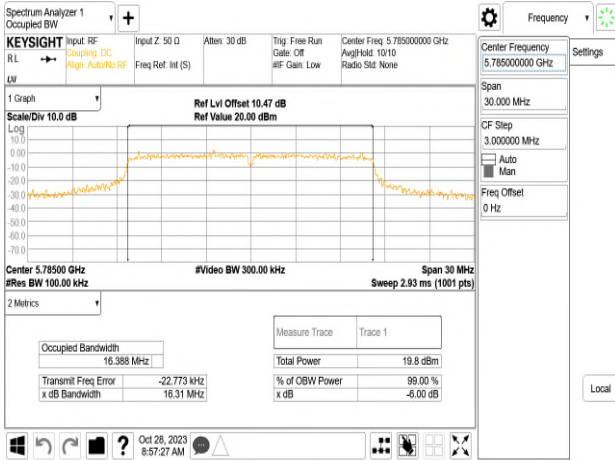 Spectrum Analyzer 1
Occupied BW
KEYSIGHT
RL
Input: RF
Coupling: DC
Align: Auto/No RF
Input Z: 50 Ω
Freq Ref: Int (S)
Atten: 30 dB
Trig: Free Run
Gate: Off
#IF Gain: Low
Center Freq: 5.785000000 GHz
Avg|Hold: 10/10
Radio Std: None
1 Graph
Scale/Div 10.0 dB
Ref Lvl Offset 10.47 dB
Ref Value 20.00 dBm
Log
10.0
0.00
-10.0
-20.0
-30.0
-40.0
-50.0
-60.0
-70.0
Center 5.78500 GHz
#Res BW 100.00 kHz
#Video BW 300.00 kHz
Span 30 MHz
Sweep 2.93 ms (1001 pts)
2 Metrics
Occupied Bandwidth
16.388 MHz
Transmit Freq Error -22.773 kHz
x dB Bandwidth 16.31 MHz
Measure Trace Trace 1
Total Power 19.8 dBm
% of OBW Power 99.00 %
x dB -6.00 dB
Oct 28, 2023
8:57:27 AM
Frequency
Center Frequency
5.785000000 GHz
Span
30.000 MHz
CF Step
3.000000 MHz
Auto
Man
Freq Offset
0 Hz
Settings
Local